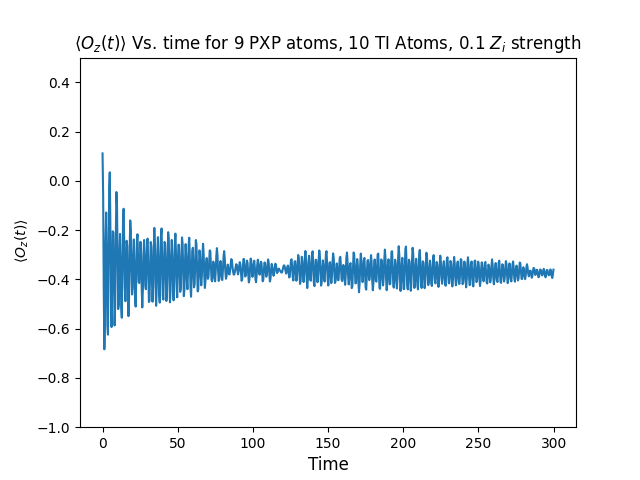 ⟨O_z(t)⟩ Vs. time for 9 PXP atoms, 10 TI Atoms, 0.1 Z_i strength
0.4
0.2
0.0
−0.2
−0.4
−0.6
−0.8
−1.0
⟨O_z(t)⟩
0 50 100 150 200 250 300
Time